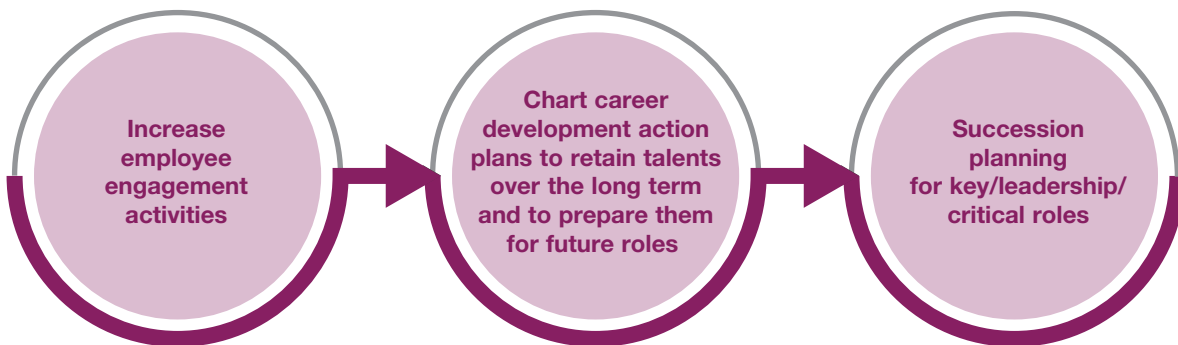 Increase
employee
engagement
activities
Chart career
development action
plans to retain talents
over the long term
and to prepare them
for future roles
Succession
planning
for key/leadership/
critical roles